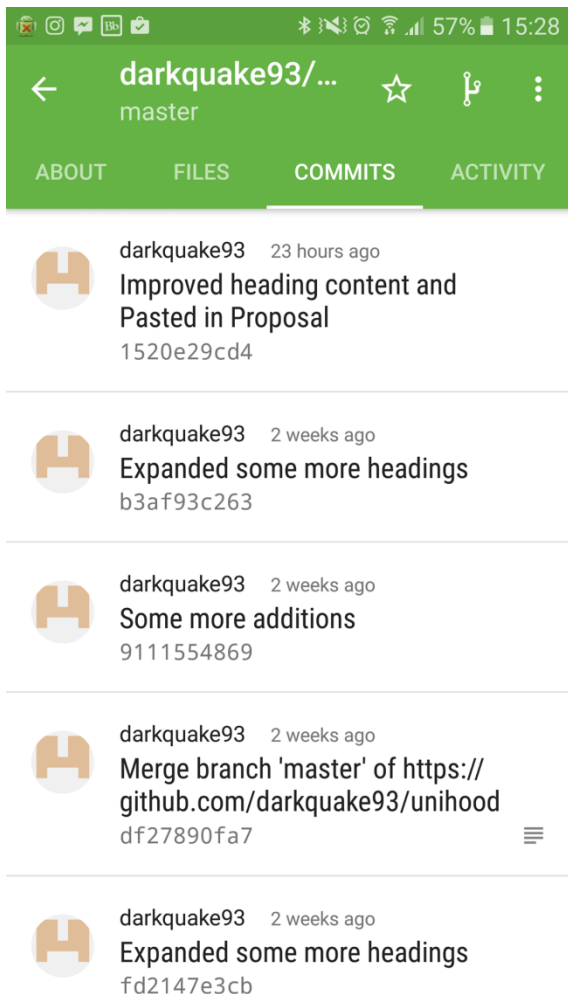 Bb 57% 15:28
darkquake93/...
master
ABOUT FILES COMMITS ACTIVITY
darkquake93 23 hours ago
Improved heading content and
Pasted in Proposal
1520e29cd4
darkquake93 2 weeks ago
Expanded some more headings
b3af93c263
darkquake93 2 weeks ago
Some more additions
9111554869
darkquake93 2 weeks ago
Merge branch 'master' of https://
github.com/darkquake93/unihood
df27890fa7
darkquake93 2 weeks ago
Expanded some more headings
fd2147e3cb